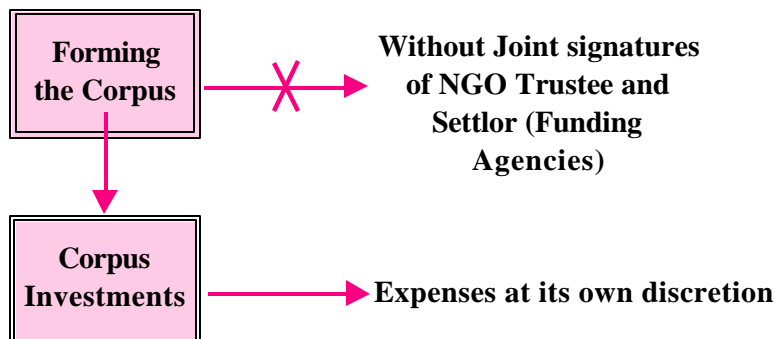 Forming
the Corpus
Without Joint signatures
of NGO Trustee and
Settlor (Funding
Agencies)
Corpus
Investments
Expenses at its own discretion